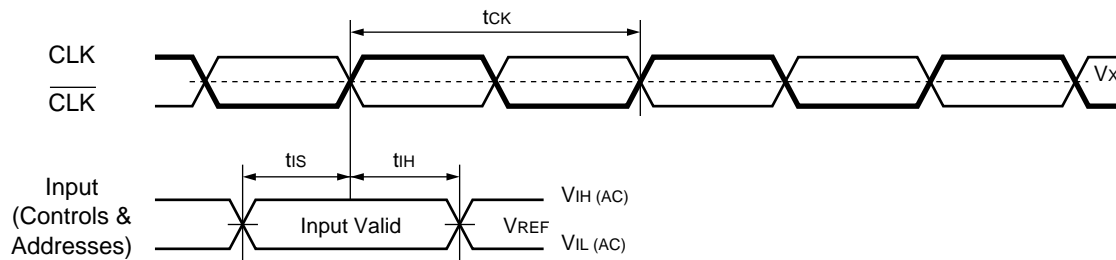 tCK
CLK
CLK
VX
tIS
tIH
Input
(Controls &
Addresses)
VIH (AC)
Input Valid
VREF
VIL (AC)